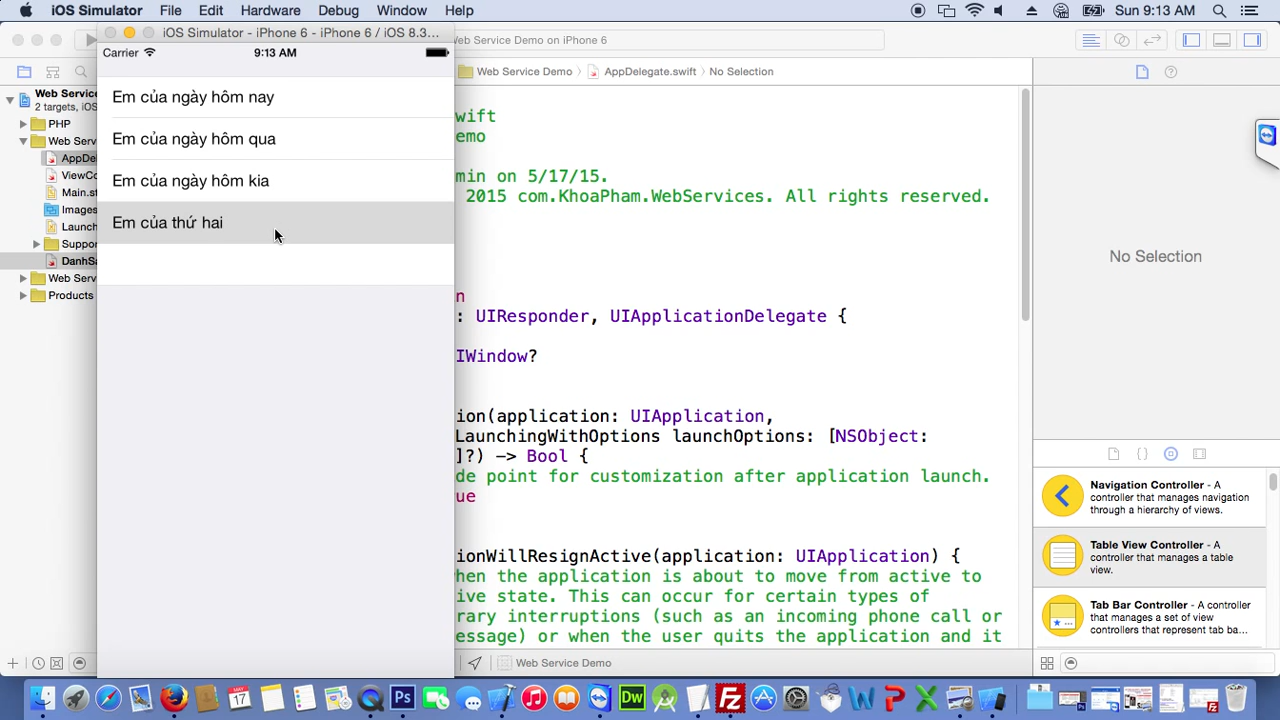 iOS Simulator File Edit Hardware Debug Window Help Sun 9:13 AM
iOS Simulator - iPhone 6 - iPhone 6 / iOS 8.3...
Web Service Demo on iPhone 6
Carrier 9:13 AM
Web Service Demo AppDelegate.swift No Selection
Web Servic
2 targets, iOS
PHP
Web Serv
AppDel
ViewCo
Main.st
Images
Launch
Suppor
DanhSa
Web Serv
Products
Em của ngày hôm nay
Em của ngày hôm qua
Em của ngày hôm kia
Em của thứ hai
swift
emo
min on 5/17/15.
2015 com.KhoaPham.WebServices. All rights reserved.
n
: UIResponder, UIApplicationDelegate {
IWindow?
ion(application: UIApplication,
LaunchingWithOptions launchOptions: [NSObject:
]?) -> Bool {
de point for customization after application launch.
ue
ionWillResignActive(application: UIApplication) {
hen the application is about to move from active to
ive state. This can occur for certain types of
rary interruptions (such as an incoming phone call or
essage) or when the user quits the application and it
Web Service Demo
No Selection
Navigation Controller - A
controller that manages navigation
through a hierarchy of views.
Table View Controller - A
controller that manages a table
view.
Tab Bar Controller - A controller
that manages a set of view
controllers that represent tab ba...
MAY
17
Ps
Dw
Fz
W
P
X